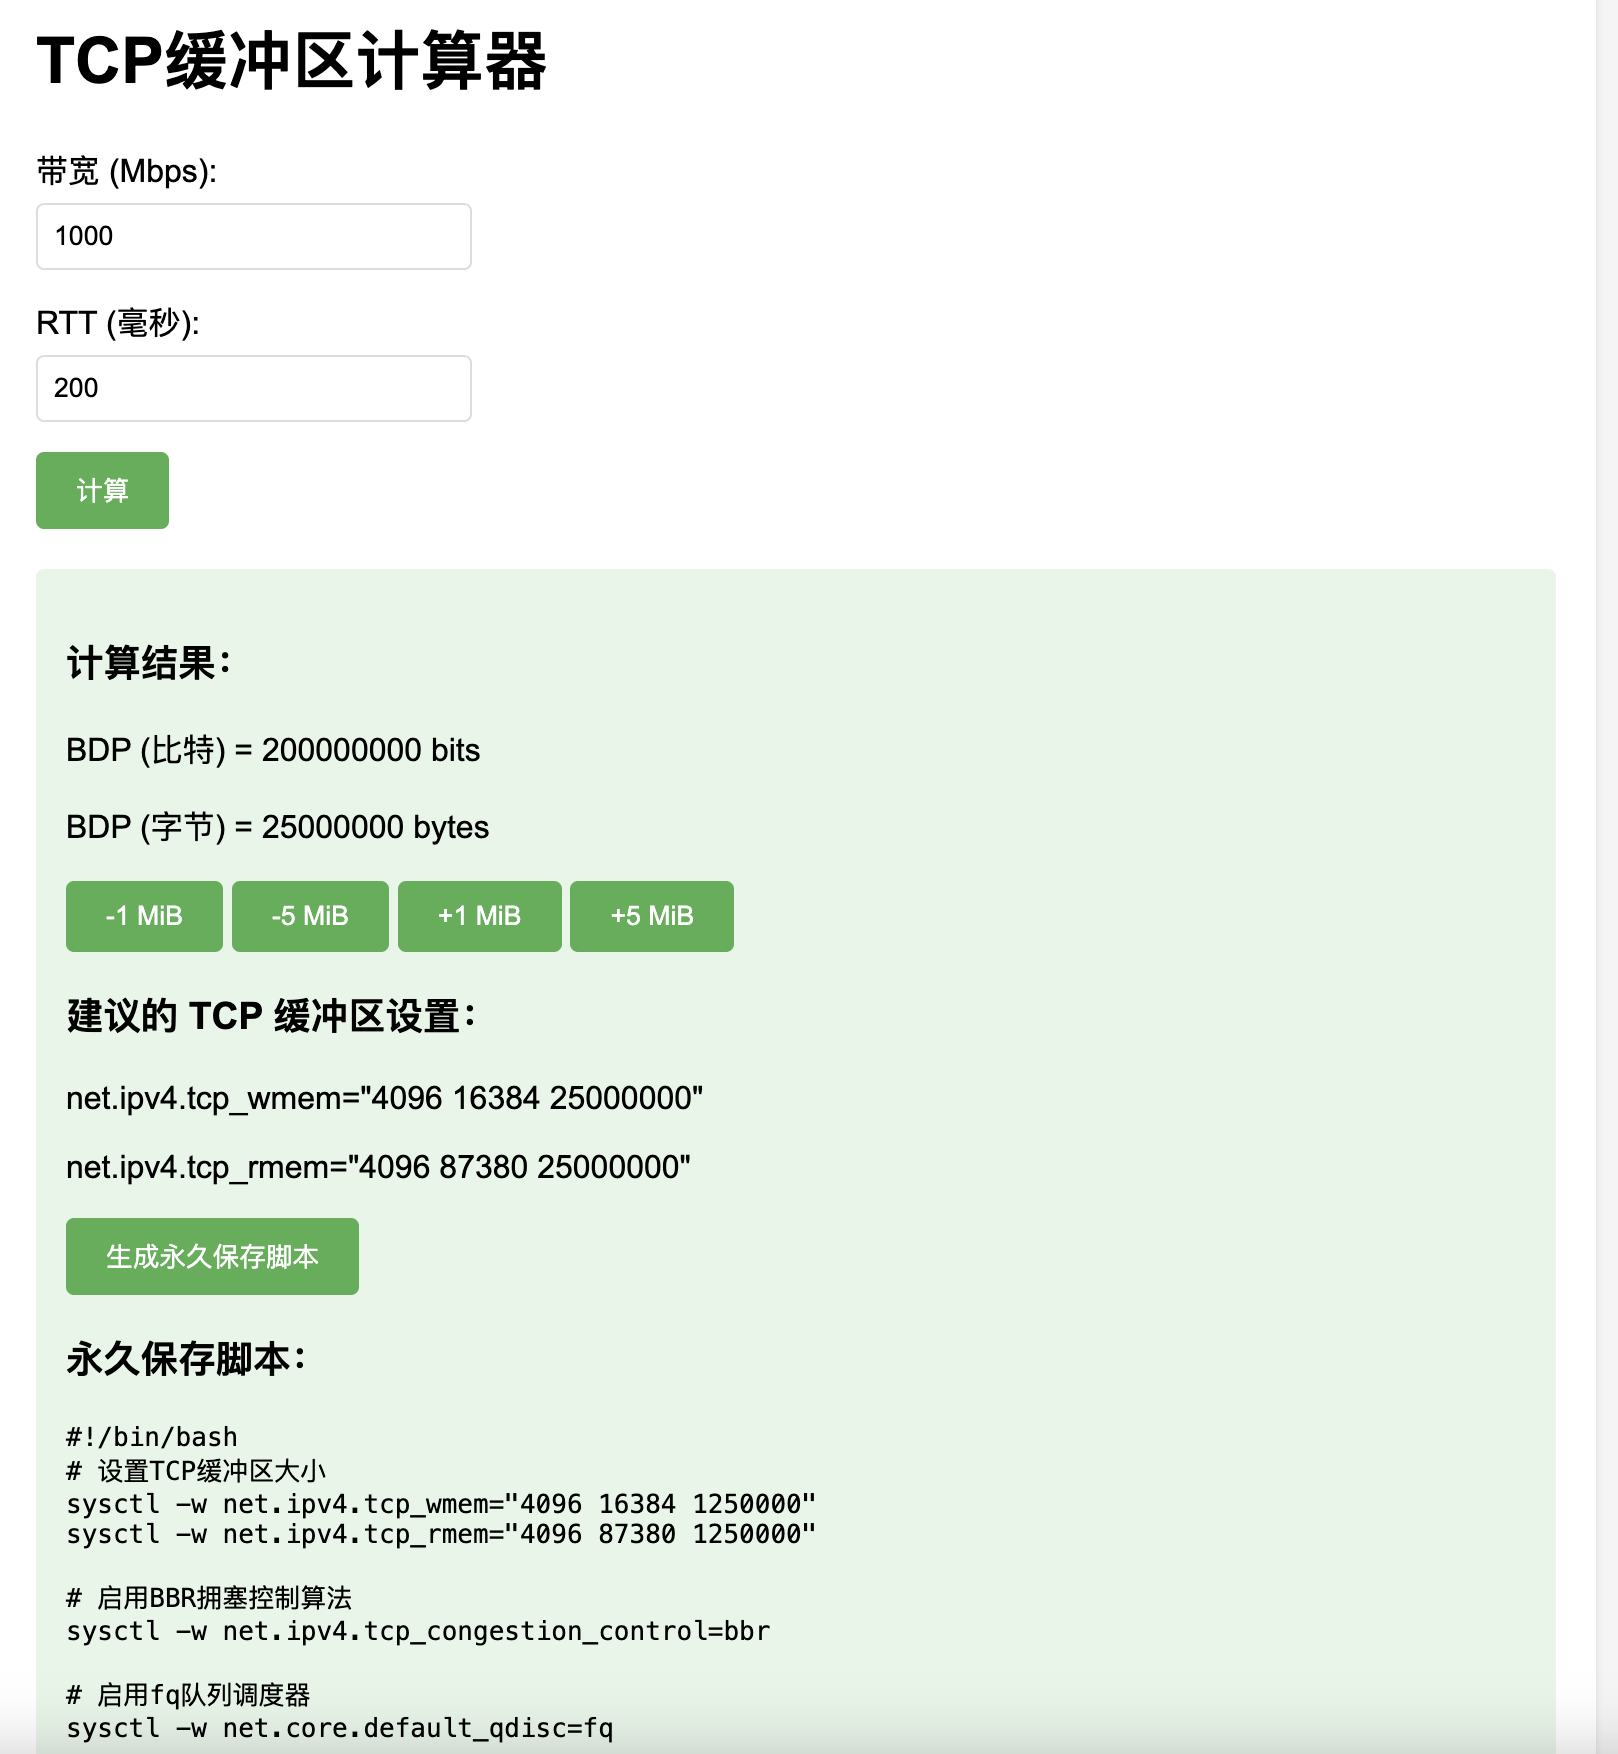 TCP缓冲区计算器
带宽 (Mbps):
1000
RTT (毫秒):
200
计算
计算结果：
BDP (比特) = 200000000 bits
BDP (字节) = 25000000 bytes
-1 MiB -5 MiB +1 MiB +5 MiB
建议的 TCP 缓冲区设置：
net.ipv4.tcp_wmem="4096 16384 25000000"
net.ipv4.tcp_rmem="4096 87380 25000000"
生成永久保存脚本
永久保存脚本：
#!/bin/bash
# 设置TCP缓冲区大小
sysctl -w net.ipv4.tcp_wmem="4096 16384 1250000"
sysctl -w net.ipv4.tcp_rmem="4096 87380 1250000"
# 启用BBR拥塞控制算法
sysctl -w net.ipv4.tcp_congestion_control=bbr
# 启用fq队列调度器
sysctl -w net.core.default_qdisc=fq